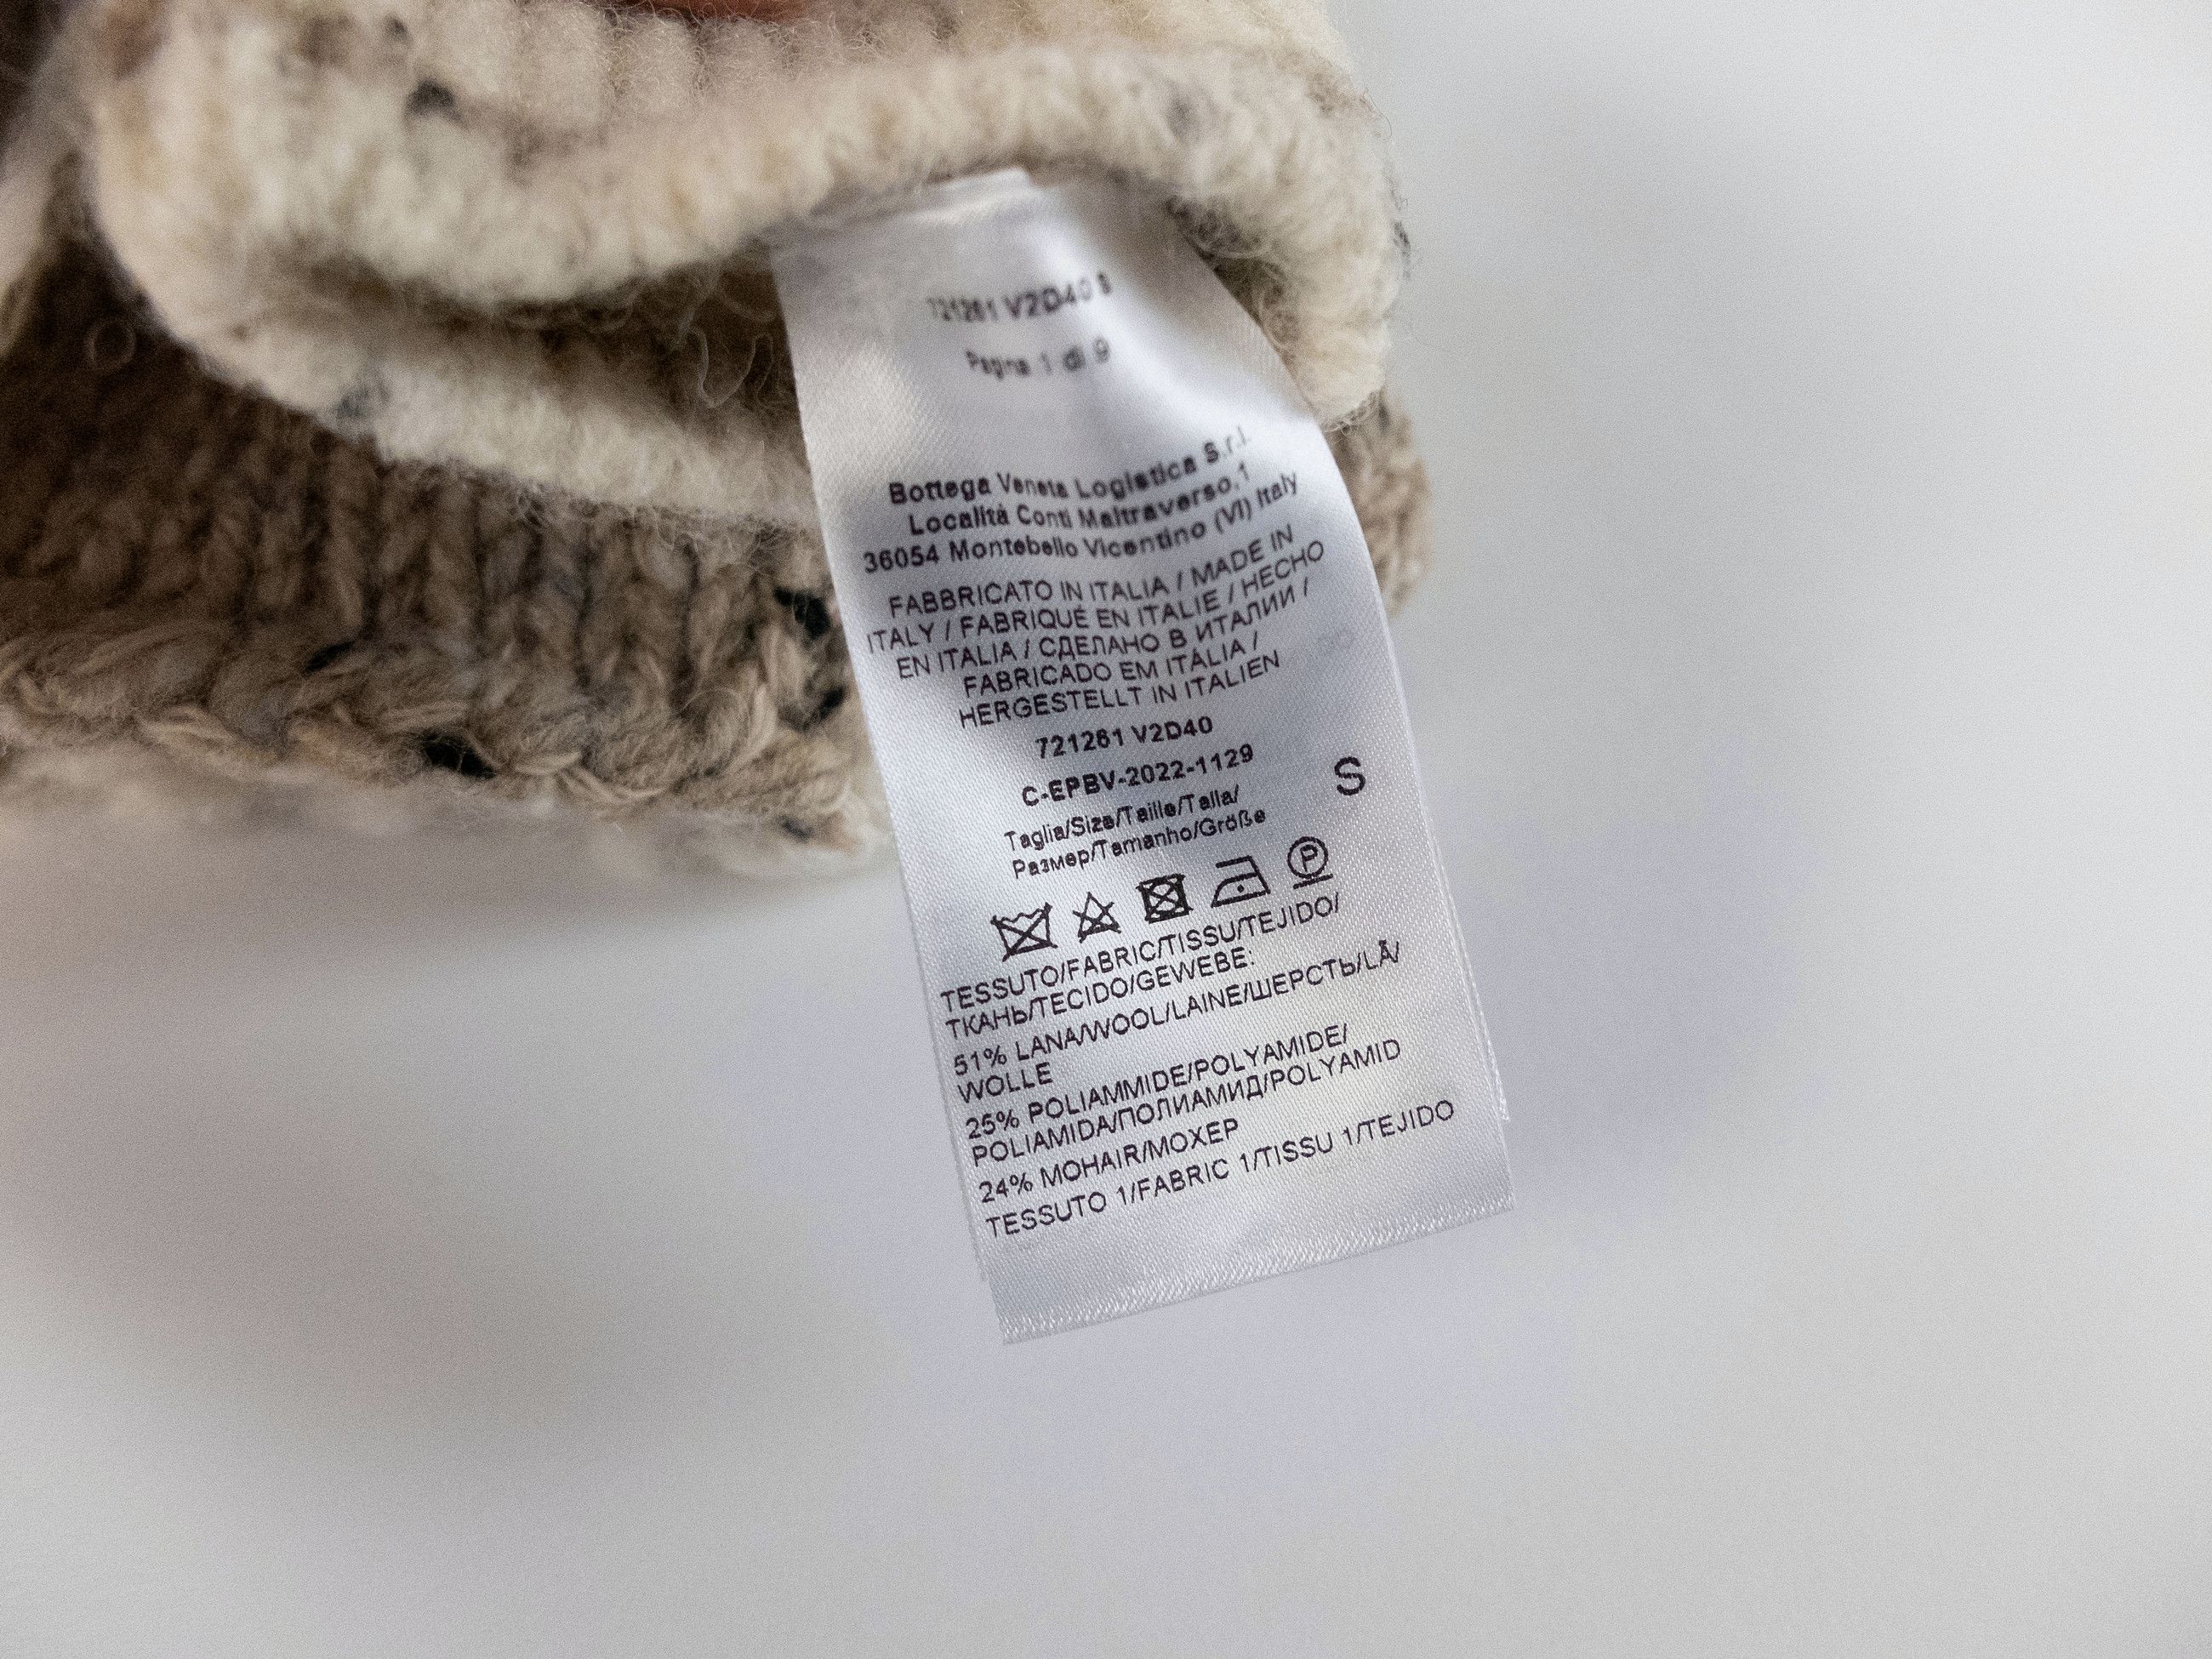 721261 V2D40 S
Pagina 1 di 9
Bottega Veneta Logistica S.r.l.
Località Conti Maltraverso,1
36054 Montebello Vicentino (VI) Italy
FABBRICATO IN ITALIA / MADE IN
ITALY / FABRIQUÉ EN ITALIE / HECHO
EN ITALIA / СДЕЛАНО В ИТАЛИИ /
FABRICADO EM ITÁLIA /
HERGESTELLT IN ITALIEN
721261 V2D40
C-EPBV-2022-1129
Taglia/Size/Taille/Talla/
Размер/Tamanho/Größe
S
P
TESSUTO/FABRIC/TISSU/TEJIDO/
ТКАНЬ/TECIDO/GEWEBE:
51% LANA/WOOL/LAINE/ШЕРСТЬ/LÃ/
WOLLE
25% POLIAMMIDE/POLYAMIDE/
POLIAMIDA/ПОЛИАМИД/POLYAMID
24% MOHAIR/МОХЕР
TESSUTO 1/FABRIC 1/TISSU 1/TEJIDO